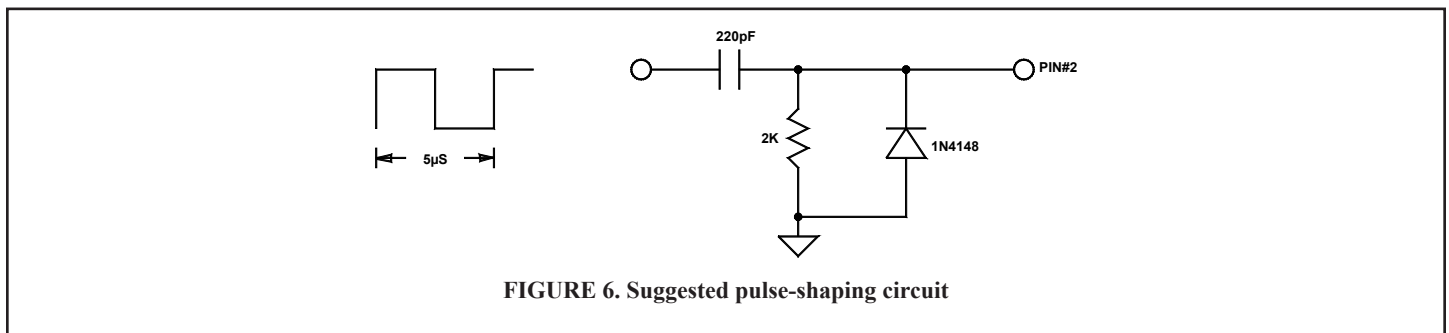 220pF
PIN#2
2K
1N4148
5µS
FIGURE 6. Suggested pulse-shaping circuit